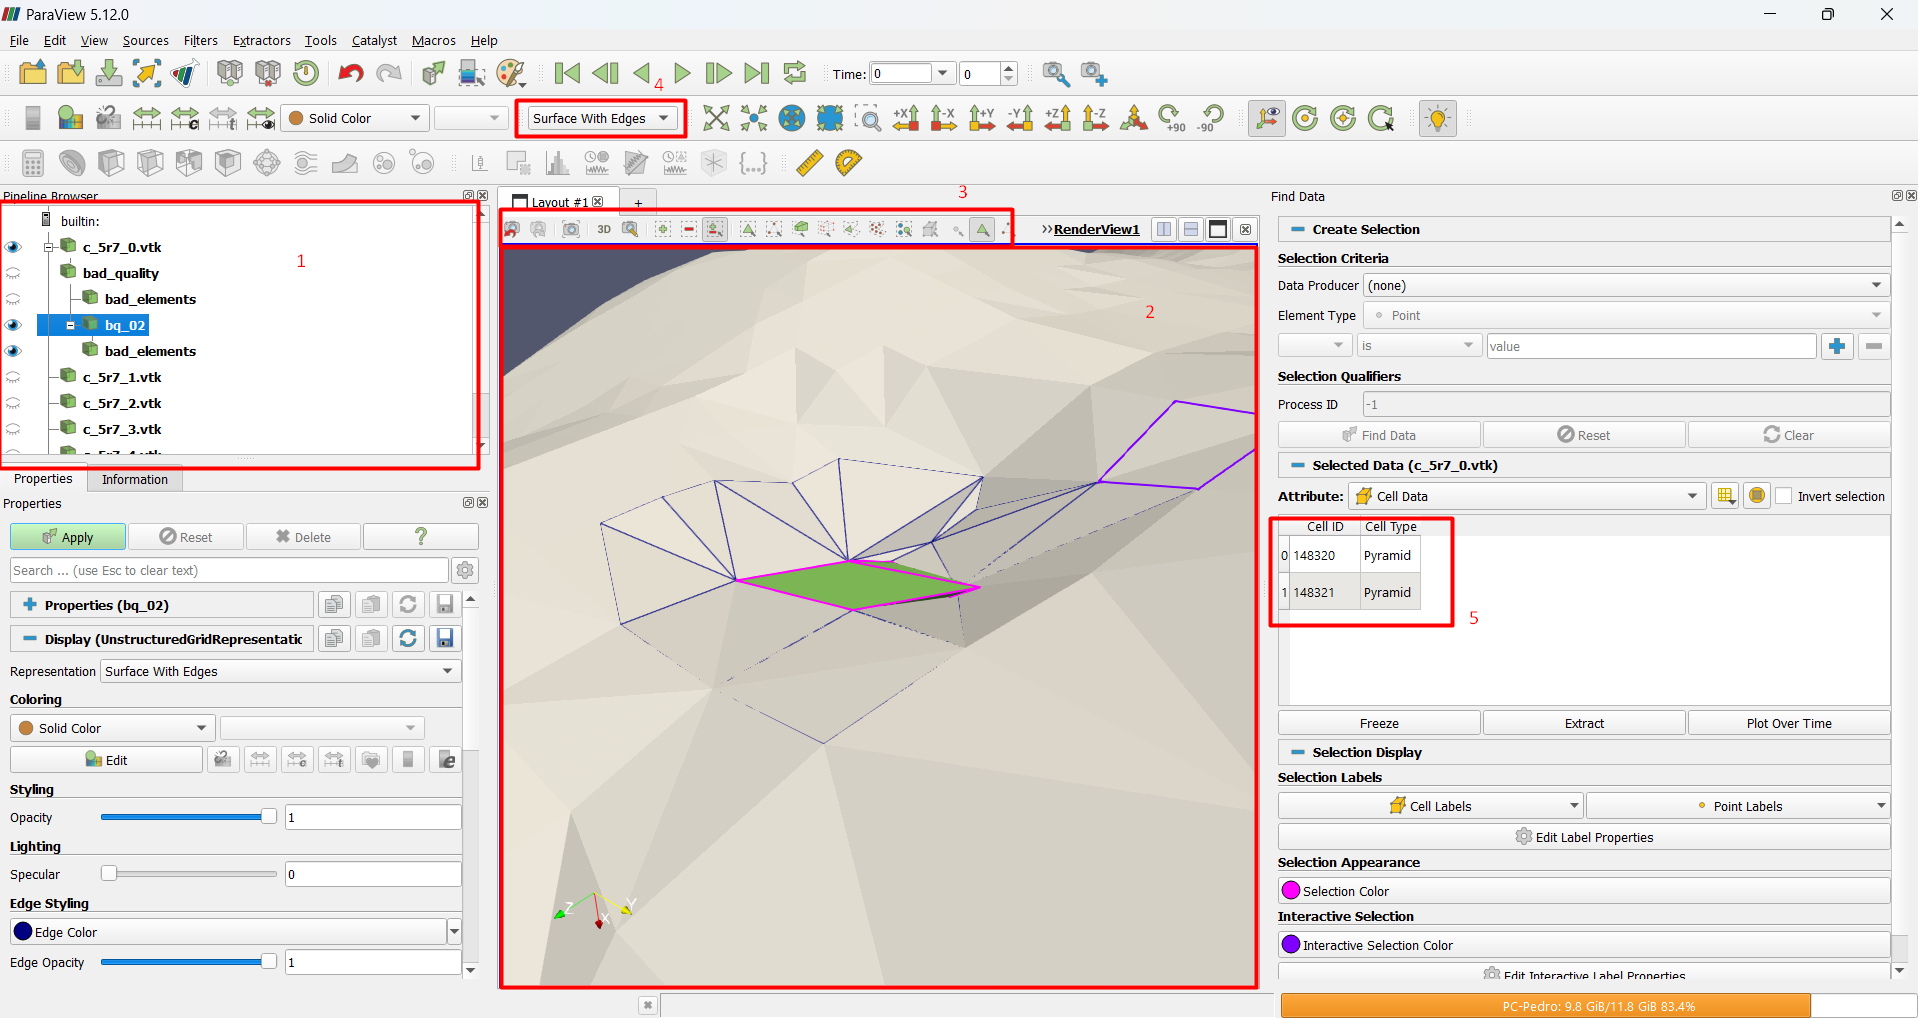 ParaView 5.12.0
File Edit View Sources Filters Extractors Tools Catalyst Macros Help
Time: 0 0
4
Solid Color
Surface With Edges
+X -X +Y -Y +Z -Z +90 -90
Pipeline Browser
builtin:
c_5r7_0.vtk
1
bad_quality
bad_elements
bq_02
bad_elements
c_5r7_1.vtk
c_5r7_2.vtk
c_5r7_3.vtk
c_5r7_4.vtk
Properties Information
Properties
Apply Reset Delete ?
Search ... (use Esc to clear text)
Properties (bq_02)
Display (UnstructuredGridRepresentatic
Representation Surface With Edges
Coloring
Solid Color
Edit
Styling
Opacity 1
Lighting
Specular 0
Edge Styling
Edge Color
Edge Opacity 1
Layout #1 +
3
3D
RenderView1
2
Z X Y
Find Data
Create Selection
Selection Criteria
Data Producer (none)
Element Type Point
is value
Selection Qualifiers
Process ID -1
Find Data Reset Clear
Selected Data (c_5r7_0.vtk)
Attribute: Cell Data Invert selection
Cell ID Cell Type
0 148320 Pyramid
1 148321 Pyramid
5
Freeze Extract Plot Over Time
Selection Display
Selection Labels
Cell Labels Point Labels
Edit Label Properties
Selection Appearance
Selection Color
Interactive Selection
Interactive Selection Color
Edit Interactive Label Properties
PC-Pedro: 9.8 GiB/11.8 GiB 83.4%